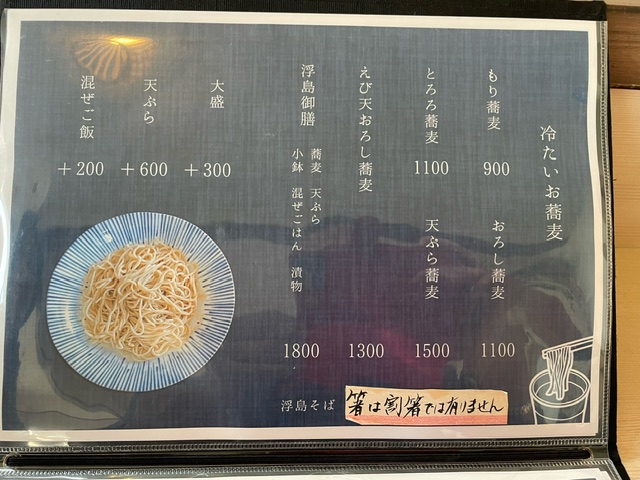 冷たいお蕎麦
もり蕎麦
900
おろし蕎麦
1100
とろろ蕎麦
1100
天ぷら蕎麦
1500
えび天おろし蕎麦
1300
浮島御膳
蕎麦 天ぷら
小鉢 混ぜごはん 漬物
1800
大盛
+300
天ぷら
+600
混ぜご飯
+200
浮島そば
箸は割箸では有りません